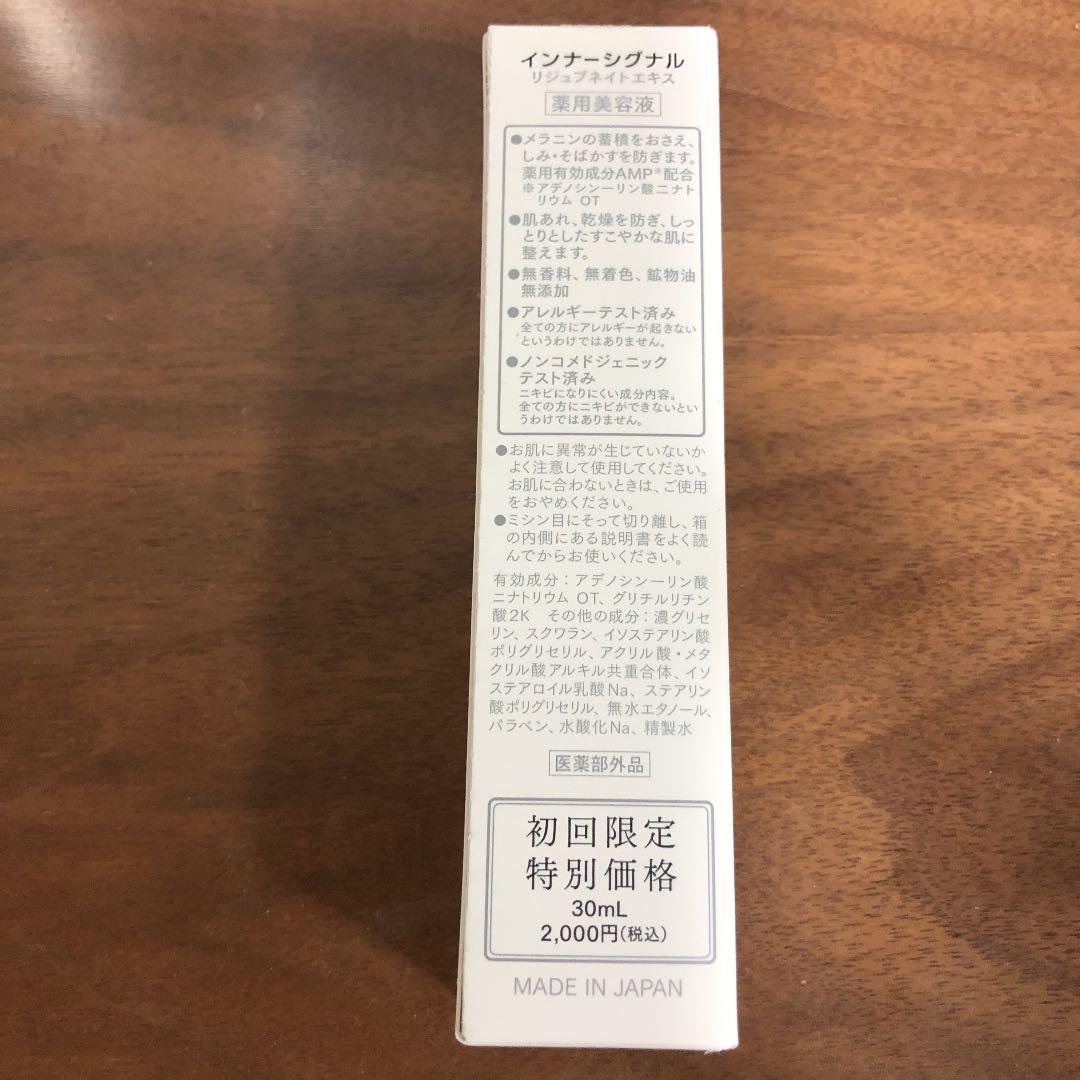 インナーシグナル
リジュブネイトエキス
薬用美容液
●メラニンの蓄積をおさえ、
しみ・そばかすを防ぎます。
薬用有効成分AMP※配合
※アデノシン一リン酸ニナト
リウム OT
●肌あれ、乾燥を防ぎ、しっ
とりとしたすこやかな肌に
整えます。
●無香料、無着色、鉱物油
無添加
●アレルギーテスト済み
全ての方にアレルギーが起きない
というわけではありません。
●ノンコメドジェニック
テスト済み
ニキビになりにくい成分内容。
全ての方にニキビができないとい
うわけではありません。
●お肌に異常が生じていないか
よく注意して使用してください。
お肌に合わないときは、ご使用
をおやめください。
●ミシン目にそって切り離し、箱
の内側にある説明書をよく読
んでからお使いください。
有効成分：アデノシン一リン酸
ニナトリウム OT、グリチルリチン
酸2K その他の成分：濃グリセ
リン、スクワラン、イソステアリン酸
ポリグリセリル、アクリル酸・メタ
クリル酸アルキル共重合体、イソ
ステアロイル乳酸Na、ステアリン
酸ポリグリセリル、無水エタノール、
パラベン、水酸化Na、精製水
医薬部外品
初回限定
特別価格
30mL
2,000円(税込)
MADE IN JAPAN